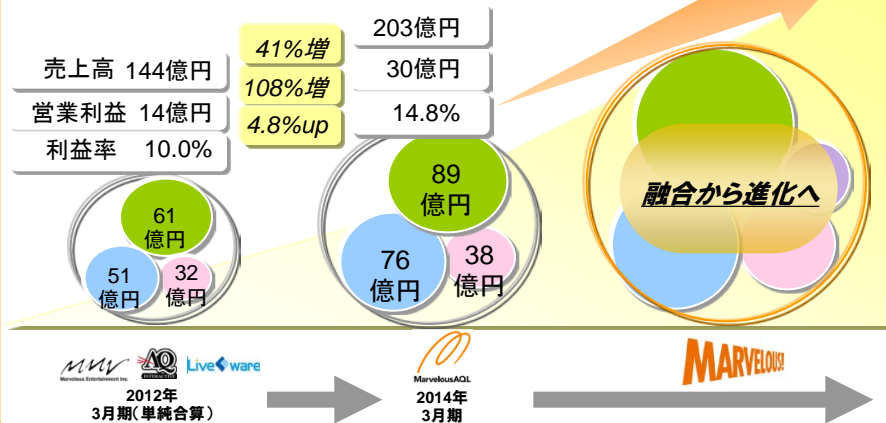 203億円
41%増
売上高 144億円
30億円
108%増
営業利益 14億円
14.8%
4.8%up
利益率 10.0%
89
億円
融合から進化へ
61
億円
76
億円
38
億円
51
億円
32
億円
MMV
Marvelous Entertainment Inc.
AQ
INTERACTIVE
Liveware
MarvelousAQL
MARVELOUS!
2012年
3月期(単純合算)
2014年
3月期